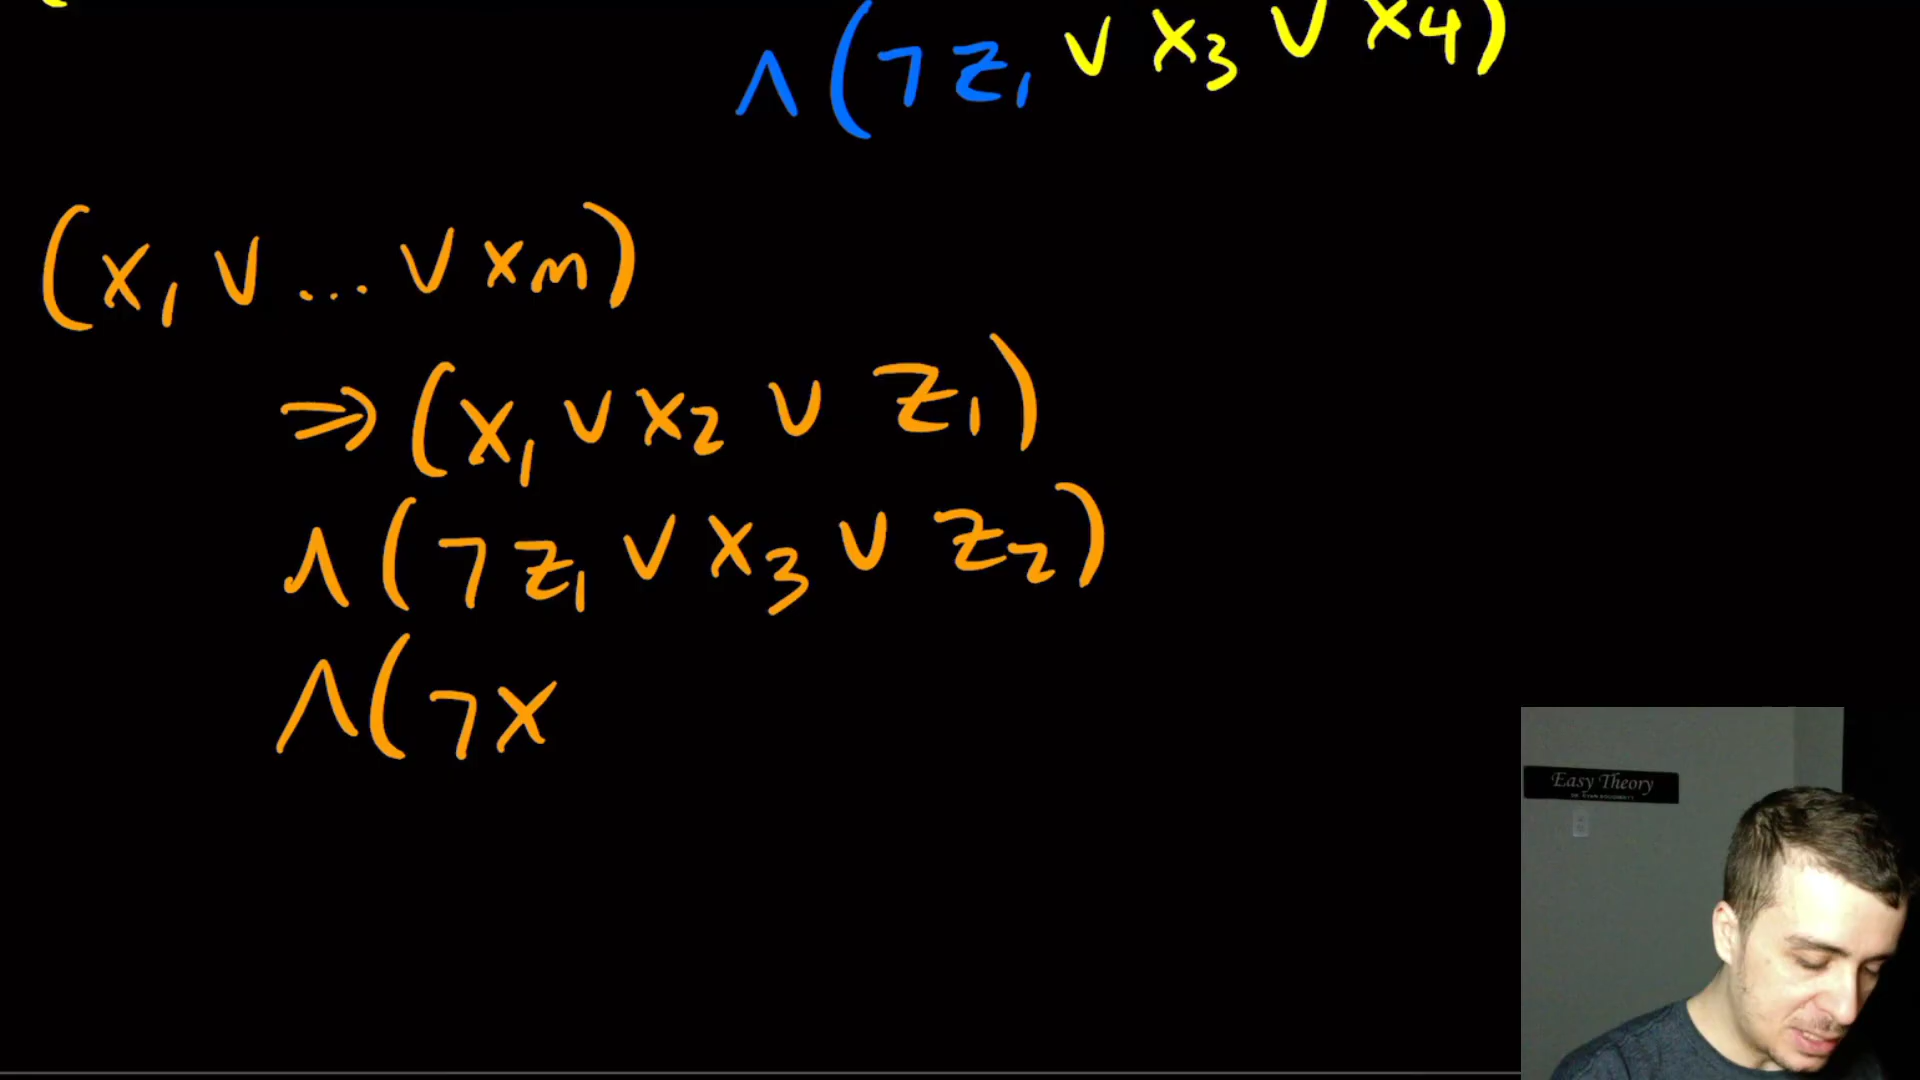 ∧(¬z₁ ∨ x₃ ∨ x₄)
(x₁ ∨ ... ∨ xₘ)
⇒(x₁ ∨ x₂ ∨ z₁)
∧(¬z₁ ∨ x₃ ∨ z₂)
∧(¬x
Easy Theory